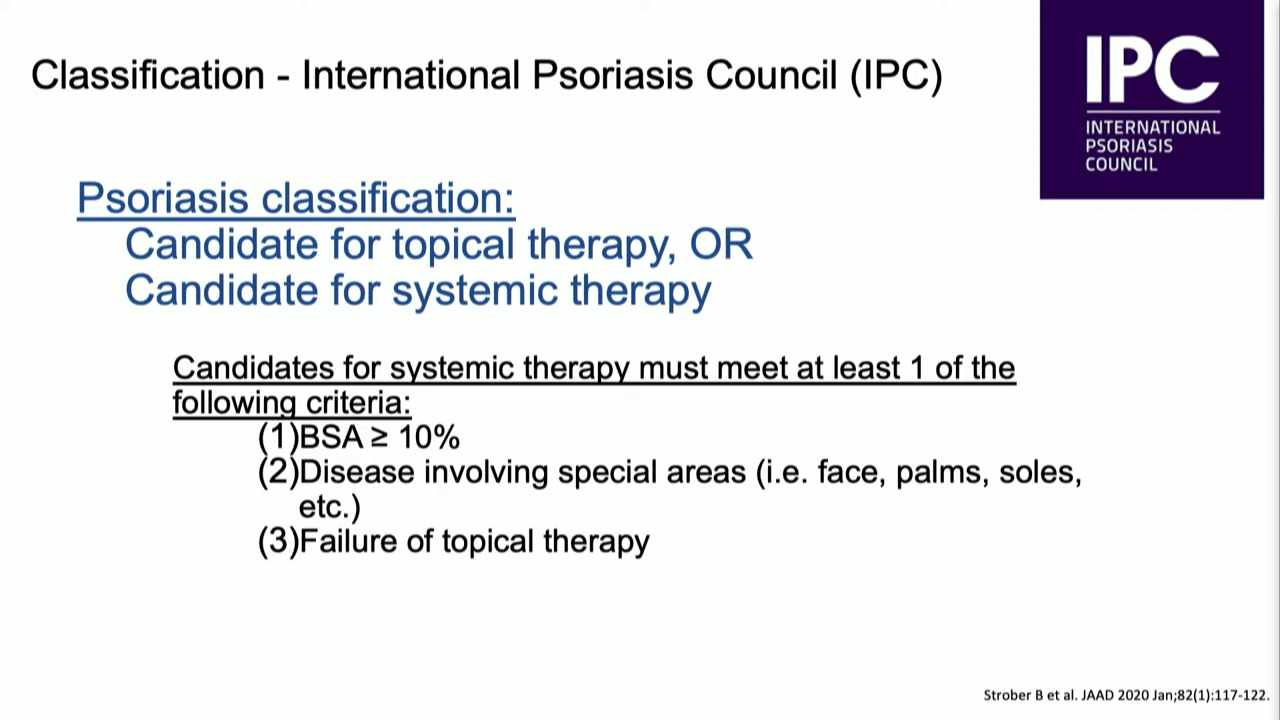 Classification - International Psoriasis Council (IPC)
IPC
INTERNATIONAL
PSORIASIS
COUNCIL
Psoriasis classification:
Candidate for topical therapy, OR
Candidate for systemic therapy
Candidates for systemic therapy must meet at least 1 of the
following criteria:
(1)BSA ≥ 10%
(2)Disease involving special areas (i.e. face, palms, soles,
etc.)
(3)Failure of topical therapy
Strober B et al. JAAD 2020 Jan;82(1):117-122.